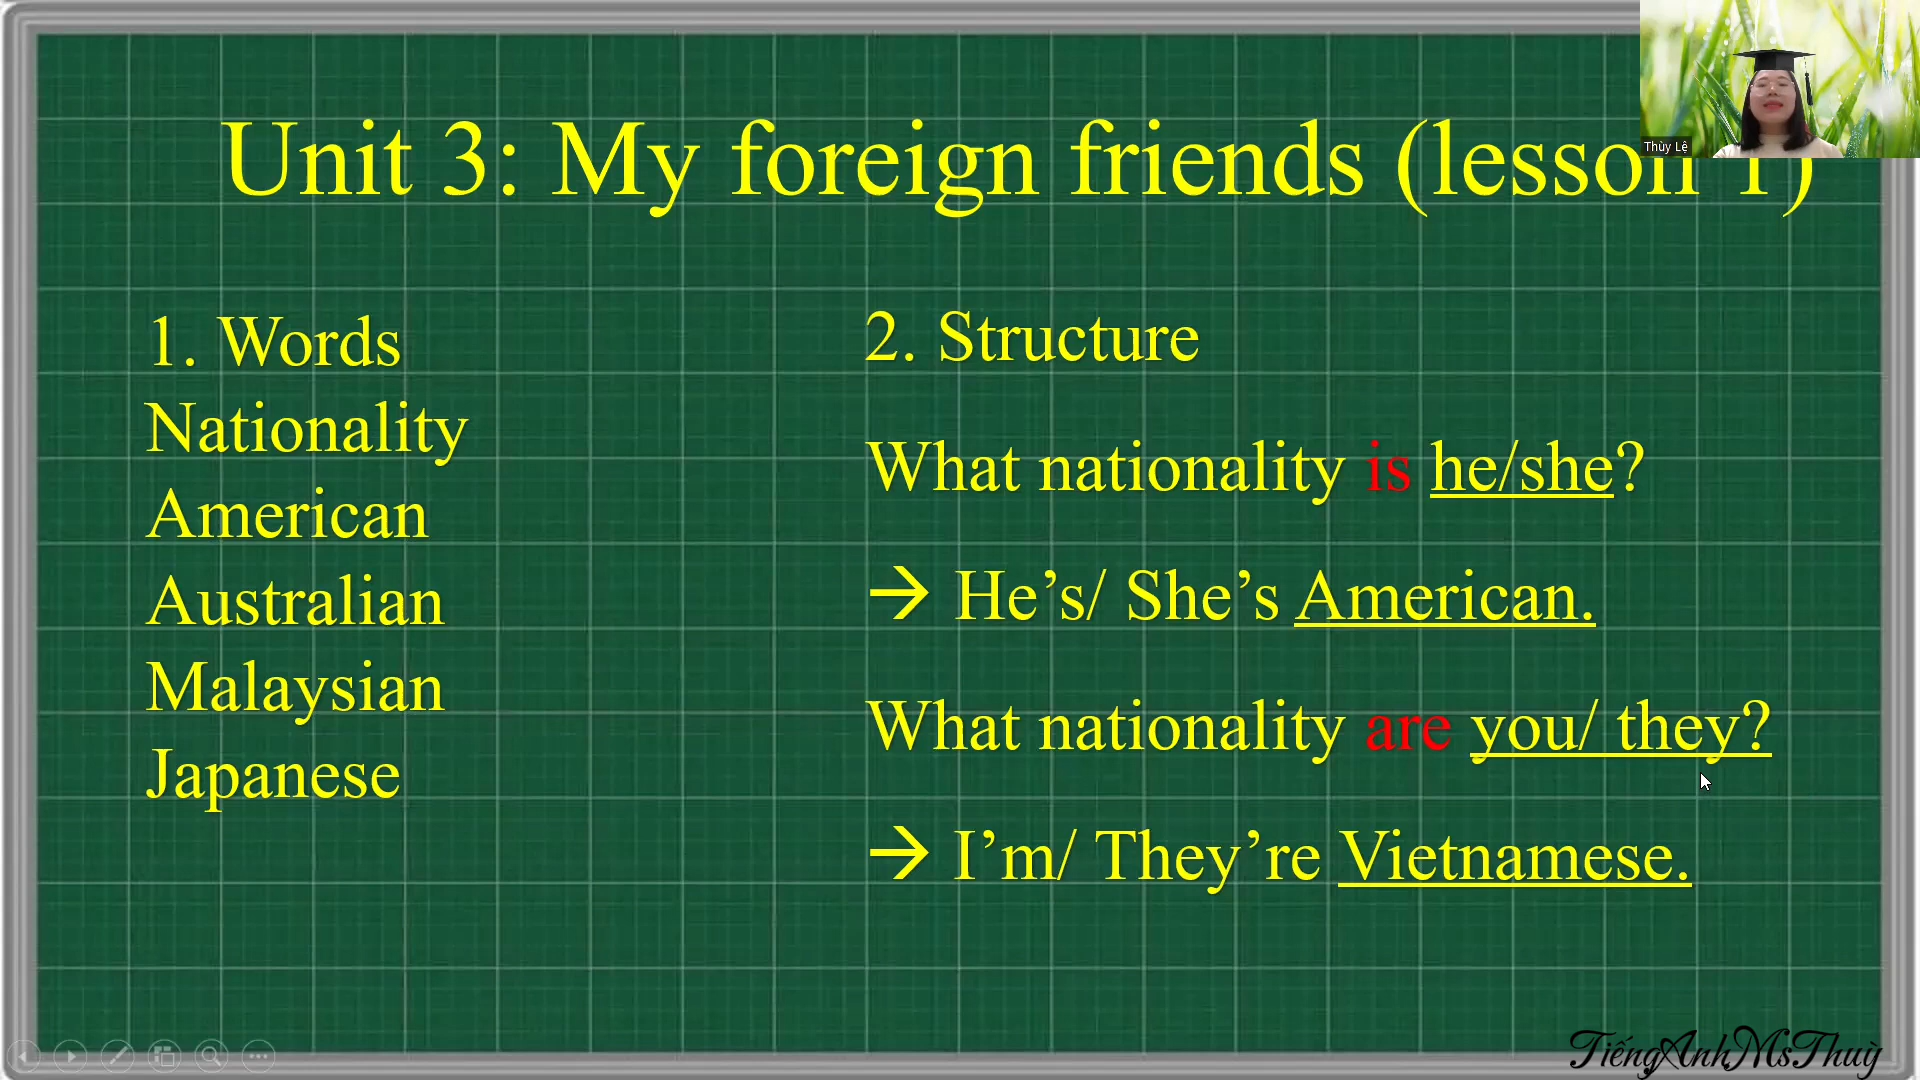 Unit 3: My foreign friends (lesson 1)
Thùy Lệ
1. Words
Nationality
American
Australian
Malaysian
Japanese
2. Structure
What nationality is he/she?
→ He’s/ She’s American.
What nationality are you/ they?
→ I’m/ They’re Vietnamese.
TiếngAnhMsThuỳ